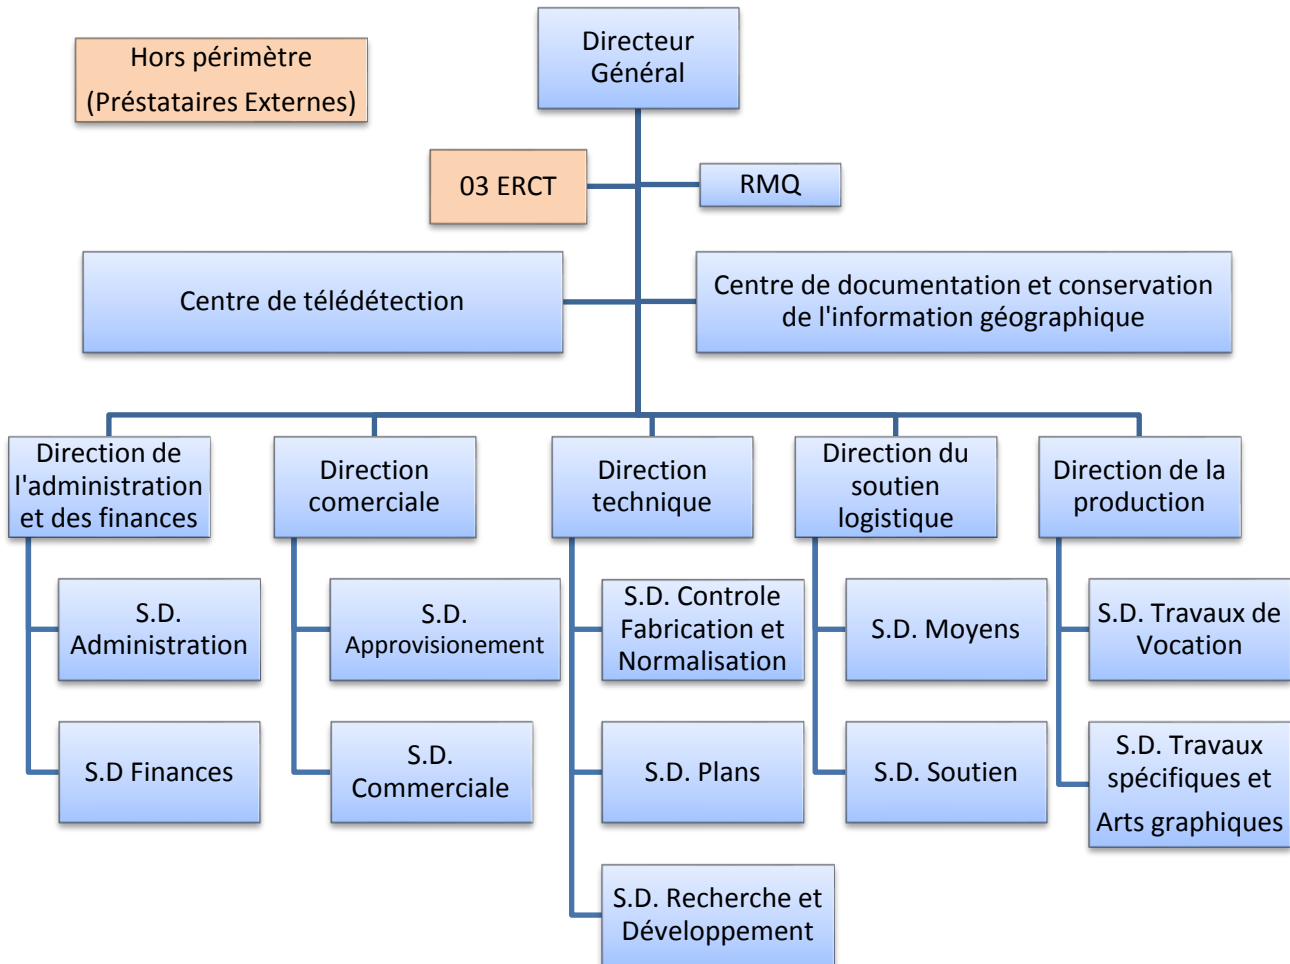 Hors périmètre
(Préstataires Externes)
Directeur
Général
03 ERCT
RMQ
Centre de télédétection
Centre de documentation et conservation
de l'information géographique
Direction de
l'administration
et des finances
Direction
comerciale
Direction
technique
Direction du
soutien
logistique
Direction de la
production
S.D.
Administration
S.D.
Approvisionement
S.D. Controle
Fabrication et
Normalisation
S.D. Moyens
S.D. Travaux de
Vocation
S.D Finances
S.D.
Commerciale
S.D. Plans
S.D. Soutien
S.D. Travaux
spécifiques et
Arts graphiques
S.D. Recherche et
Développement